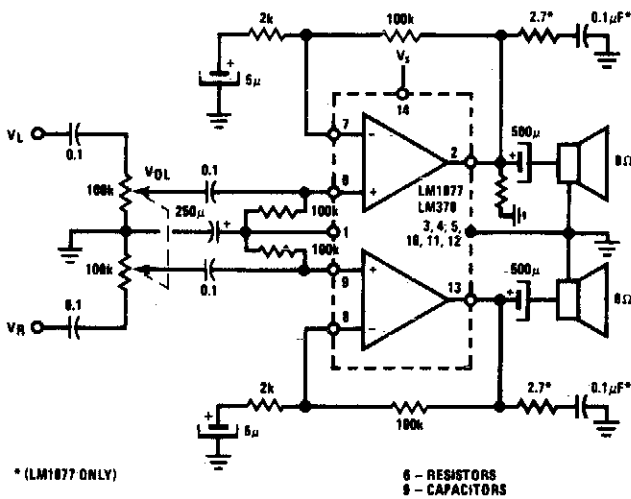 2k
100k
2.7*
0.1µF*
VS
5µ
14
7
500µ
VL
0.1
VOL
0.1
2
8Ω
6
LM1877
LM378
100k
250µ
100k
1
3, 4, 5,
10, 11, 12
100k
100k
9
13
500µ
0.1
8
8Ω
VR
0.1
2k
2.7*
0.1µF*
5µ
100k
* (LM1877 ONLY)
6 – RESISTORS
9 – CAPACITORS